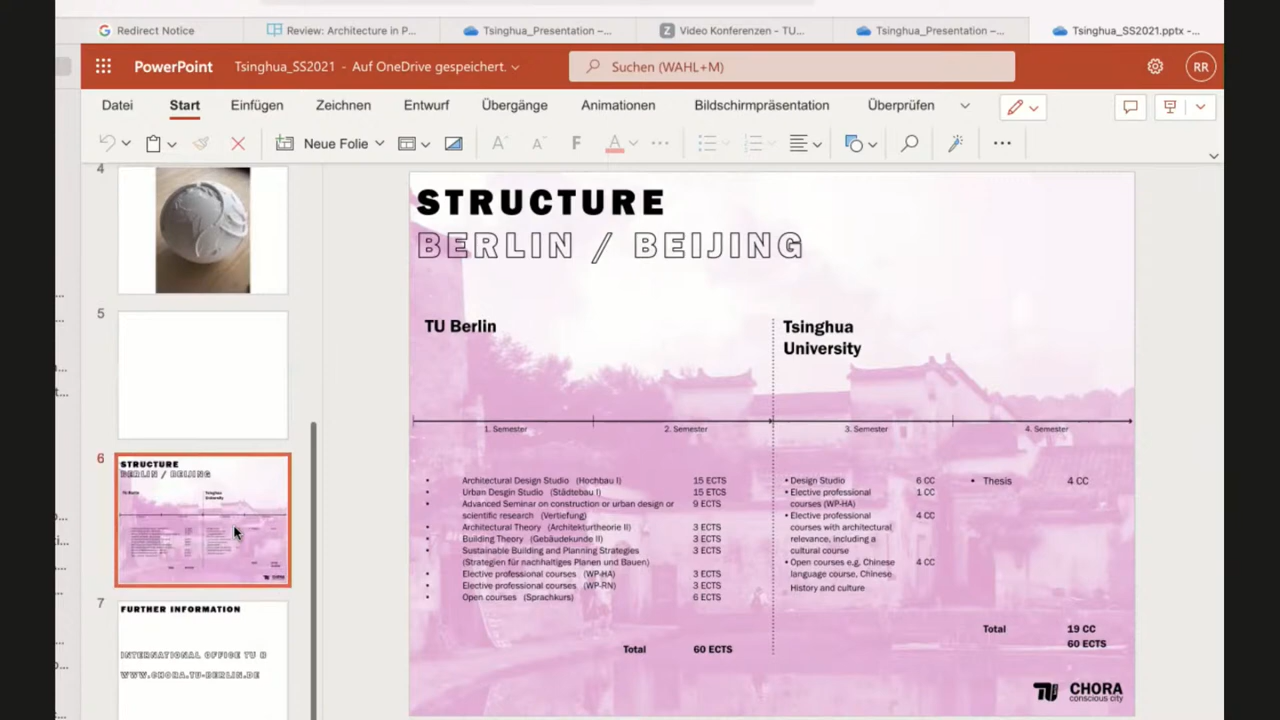 Redirect Notice
Review: Architecture in P...
Tsinghua_Presentation –...
Video Konferenzen - TU...
Tsinghua_Presentation –...
Tsinghua_SS2021.pptx -
PowerPoint
Tsinghua_SS2021 - Auf OneDrive gespeichert.
Suchen (WAHL+M)
RR
Datei
Start
Einfügen
Zeichnen
Entwurf
Übergänge
Animationen
Bildschirmpräsentation
Überprüfen
Neue Folie
4
5
6
STRUCTURE
BERLIN / BEIJING
TU Berlin
Tsinghua
University
7
FURTHER INFORMATION
INTERNATIONAL OFFICE TU B
WWW.CHORA.TU-BERLIN.DE
STRUCTURE
BERLIN / BEIJING
TU Berlin
Tsinghua
University
1. Semester
2. Semester
3. Semester
4. Semester
• Architectural Design Studio (Hochbau I) 15 ECTS
• Urban Desgin Studio (Städtebau I) 15 ETCS
• Advanced Seminar on construction or urban design or 9 ECTS
scientific research (Vertiefung)
• Architectural Theory (Architekturtheorie II) 3 ECTS
• Building Theory (Gebäudekunde II) 3 ECTS
• Sustainable Building and Planning Strategies 3 ECTS
(Strategien für nachhaltiges Planen und Bauen)
• Elective professional courses (WP-HA) 3 ECTS
• Elective professional courses (WP-RN) 3 ECTS
• Open courses (Sprachkurs) 6 ECTS
Total 60 ECTS
• Design Studio 6 CC
• Elective professional 1 CC
courses (WP-HA)
• Elective professional 4 CC
courses with architectural
relevance, including a
cultural course
• Open courses e.g. Chinese 4 CC
language course, Chinese
History and culture
• Thesis 4 CC
Total 19 CC
60 ECTS
TU CHORA
conscious city